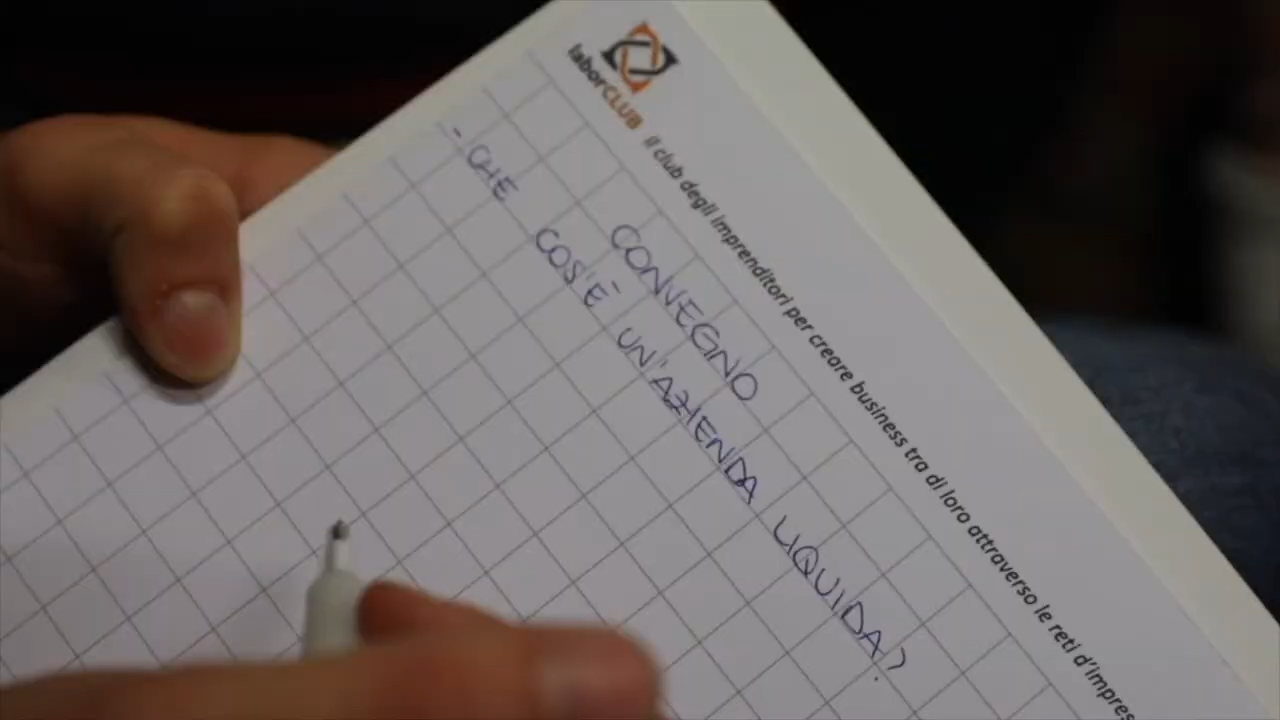 laborCLUB
il club degli imprenditori per creare business tra di loro attraverso le reti d'impres
CONVEGNO
- CHE COS'È UN'AZIENDA LIQUIDA?